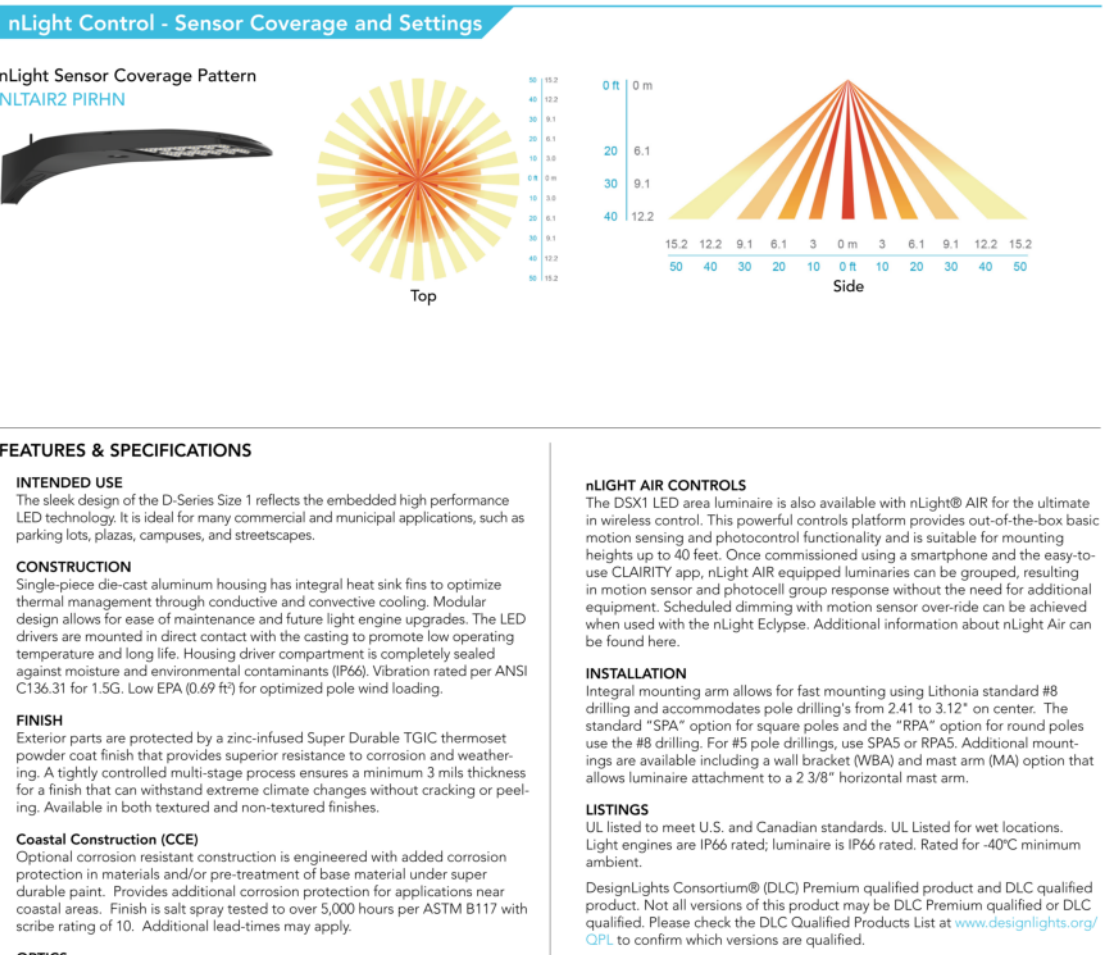 nLight Control - Sensor Coverage and Settings
nLight Sensor Coverage Pattern
NLTAIR2 PIRHN
50 15.2
40 12.2
30 9.1
20 6.1
10 3.0
0 ft 0 m
10 3.0
20 6.1
30 9.1
40 12.2
50 15.2
Top
0 ft 0 m
20 6.1
30 9.1
40 12.2
15.2 12.2 9.1 6.1 3 0 m 3 6.1 9.1 12.2 15.2
50 40 30 20 10 0 ft 10 20 30 40 50
Side
FEATURES & SPECIFICATIONS
INTENDED USE
The sleek design of the D-Series Size 1 reflects the embedded high performance
LED technology. It is ideal for many commercial and municipal applications, such as
parking lots, plazas, campuses, and streetscapes.
CONSTRUCTION
Single-piece die-cast aluminum housing has integral heat sink fins to optimize
thermal management through conductive and convective cooling. Modular
design allows for ease of maintenance and future light engine upgrades. The LED
drivers are mounted in direct contact with the casting to promote low operating
temperature and long life. Housing driver compartment is completely sealed
against moisture and environmental contaminants (IP66). Vibration rated per ANSI
C136.31 for 1.5G. Low EPA (0.69 ft²) for optimized pole wind loading.
FINISH
Exterior parts are protected by a zinc-infused Super Durable TGIC thermoset
powder coat finish that provides superior resistance to corrosion and weather-
ing. A tightly controlled multi-stage process ensures a minimum 3 mils thickness
for a finish that can withstand extreme climate changes without cracking or peel-
ing. Available in both textured and non-textured finishes.
Coastal Construction (CCE)
Optional corrosion resistant construction is engineered with added corrosion
protection in materials and/or pre-treatment of base material under super
durable paint. Provides additional corrosion protection for applications near
coastal areas. Finish is salt spray tested to over 5,000 hours per ASTM B117 with
scribe rating of 10. Additional lead-times may apply.
OPTICS
nLIGHT AIR CONTROLS
The DSX1 LED area luminaire is also available with nLight® AIR for the ultimate
in wireless control. This powerful controls platform provides out-of-the-box basic
motion sensing and photocontrol functionality and is suitable for mounting
heights up to 40 feet. Once commissioned using a smartphone and the easy-to-
use CLAIRITY app, nLight AIR equipped luminaries can be grouped, resulting
in motion sensor and photocell group response without the need for additional
equipment. Scheduled dimming with motion sensor over-ride can be achieved
when used with the nLight Eclypse. Additional information about nLight Air can
be found here.
INSTALLATION
Integral mounting arm allows for fast mounting using Lithonia standard #8
drilling and accommodates pole drilling's from 2.41 to 3.12" on center. The
standard "SPA" option for square poles and the "RPA" option for round poles
use the #8 drilling. For #5 pole drillings, use SPA5 or RPA5. Additional mount-
ings are available including a wall bracket (WBA) and mast arm (MA) option that
allows luminaire attachment to a 2 3/8" horizontal mast arm.
LISTINGS
UL listed to meet U.S. and Canadian standards. UL Listed for wet locations.
Light engines are IP66 rated; luminaire is IP66 rated. Rated for -40°C minimum
ambient.
DesignLights Consortium® (DLC) Premium qualified product and DLC qualified
product. Not all versions of this product may be DLC Premium qualified or DLC
qualified. Please check the DLC Qualified Products List at www.designlights.org/
QPL to confirm which versions are qualified.